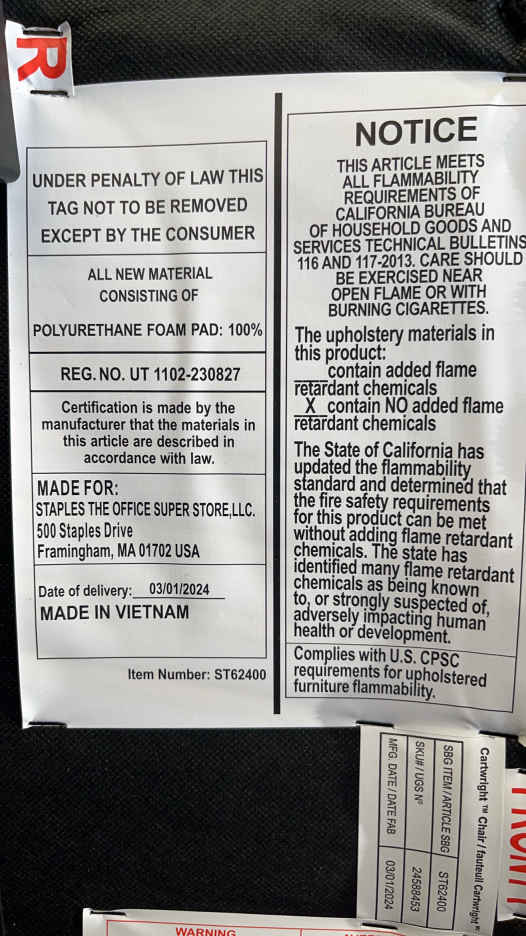 R
UNDER PENALTY OF LAW THIS
TAG NOT TO BE REMOVED
EXCEPT BY THE CONSUMER
ALL NEW MATERIAL
CONSISTING OF
POLYURETHANE FOAM PAD: 100%
REG. NO. UT 1102-230827
Certification is made by the
manufacturer that the materials in
this article are described in
accordance with law.
MADE FOR:
STAPLES THE OFFICE SUPER STORE,LLC.
500 Staples Drive
Framingham, MA 01702 USA
Date of delivery: 03/01/2024
MADE IN VIETNAM
Item Number: ST62400
NOTICE
THIS ARTICLE MEETS
ALL FLAMMABILITY
REQUIREMENTS OF
CALIFORNIA BUREAU
OF HOUSEHOLD GOODS AND
SERVICES TECHNICAL BULLETINS
116 AND 117-2013. CARE SHOULD
BE EXERCISED NEAR
OPEN FLAME OR WITH
BURNING CIGARETTES.
The upholstery materials in
this product:
contain added flame
retardant chemicals
X contain NO added flame
retardant chemicals
The State of California has
updated the flammability
standard and determined that
the fire safety requirements
for this product can be met
without adding flame retardant
chemicals. The state has
identified many flame retardant
chemicals as being known
to, or strongly suspected of,
adversely impacting human
health or development.
Complies with U.S. CPSC
requirements for upholstered
furniture flammability.
Cartwright ™ Chair / fauteuil Cartwright ™
SBG ITEM / ARTICLE SBG ST62400
SKU# / UGS N° 24588453
MFG. DATE / DATE FAB 03/01/2024
WARNING